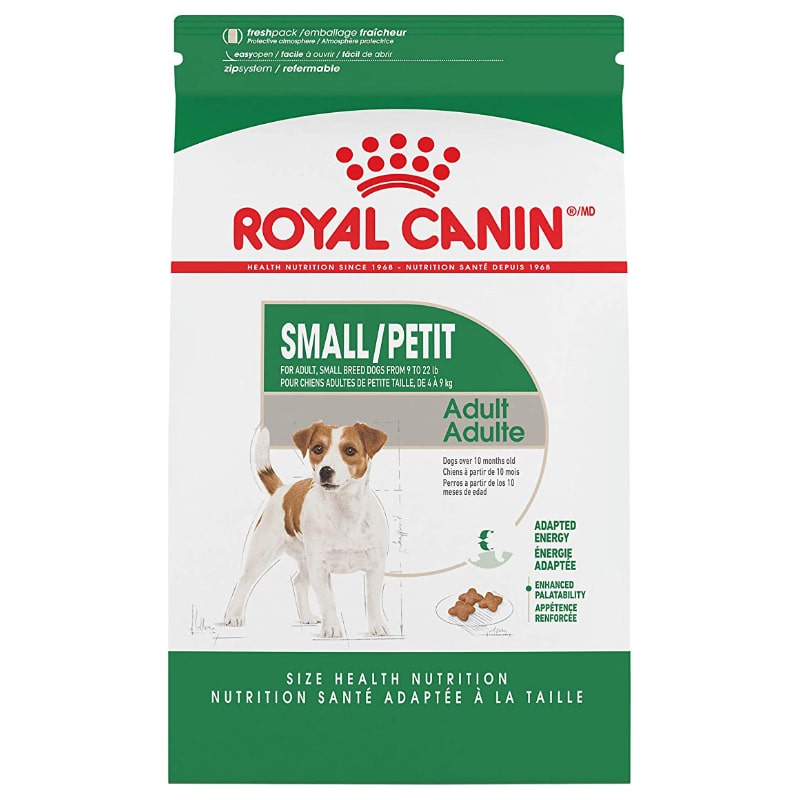 freshpack / emballage fraîcheur
Protective atmosphere / Atmosphère protectrice
easyopen / facile à ouvrir / fácil de abrir
zipsystem / refermable
ROYAL CANIN ®/MD
HEALTH NUTRITION SINCE 1968 - NUTRITION SANTÉ DEPUIS 1968
SMALL/PETIT
FOR ADULT, SMALL BREED DOGS FROM 9 TO 22 lb
POUR CHIENS ADULTES DE PETITE TAILLE, DE 4 À 9 kg
Adult
Adulte
Dogs over 10 months old
Chiens à partir de 10 mois
Perros a partir de los 10
meses de edad
ADAPTED
ENERGY
ÉNERGIE
ADAPTÉE
ENHANCED
PALATABILITY
APPÉTENCE
RENFORCÉE
SIZE HEALTH NUTRITION
NUTRITION SANTÉ ADAPTÉE À LA TAILLE